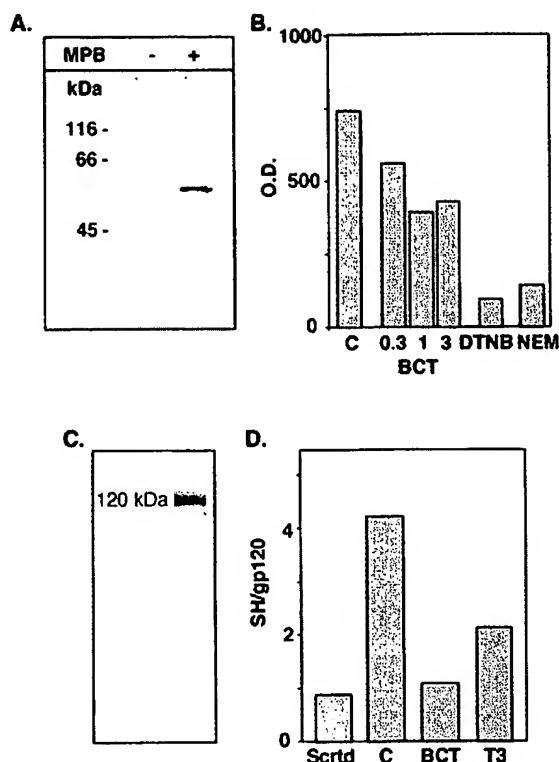 A.
MPB - +
kDa
116 -
66 -
45 -
B.
1000
500
0
O.D.
C 0.3 1 3 DTNB NEM
BCT
C.
120 kDa
D.
4
2
0
SH/gp120
Scrtd C BCT T3